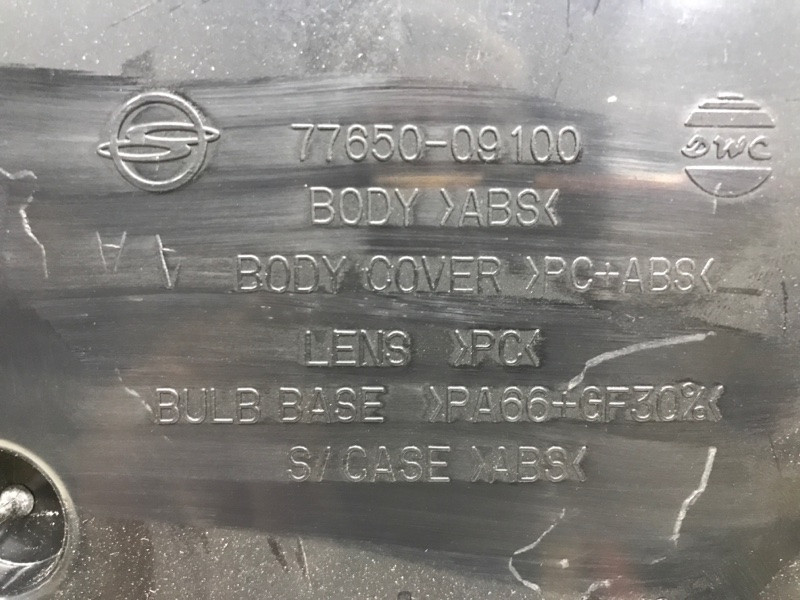 77650-09100
DWC
BODY >ABS<
BODY COVER >PC+ABS<
LENS >PC<
BULB BASE >PA66+GF30%<
S/CASE >ABS<